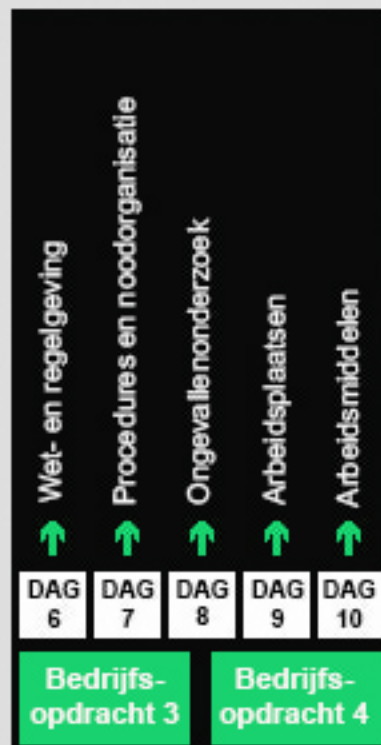 Wet- en regelgeving
Procedures en noodorganisatie
Ongevallenonderzoek
Arbeidsplaatsen
Arbeidsmiddelen
DAG
6
DAG
7
DAG
8
DAG
9
DAG
10
Bedrijfs-
opdracht 3
Bedrijfs-
opdracht 4